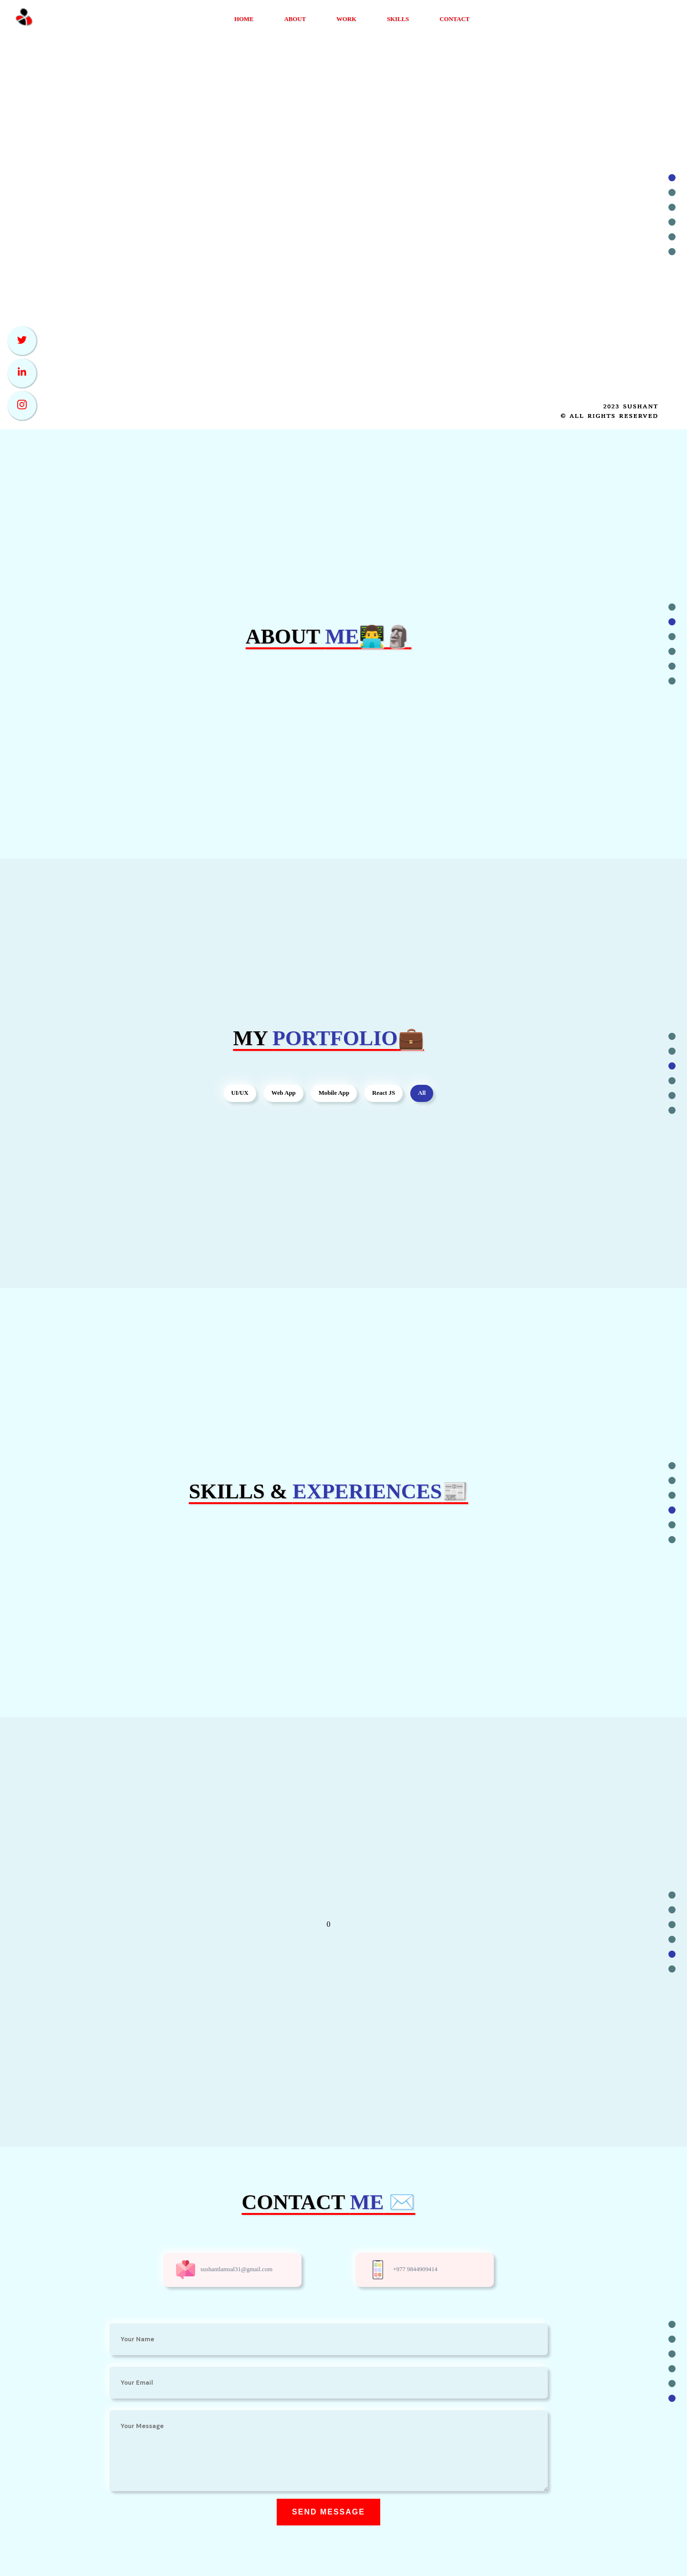 HOME ABOUT WORK SKILLS CONTACT
2023 SUSHANT
© ALL RIGHTS RESERVED
ABOUT ME👨‍💻🗿
MY PORTFOLIO💼
UI/UX Web App Mobile App React JS All
SKILLS & EXPERIENCES📰
0
CONTACT ME ✉️
sushantlamsal31@gmail.com +977 9844909414
Your Name
Your Email
Your Message
SEND MESSAGE